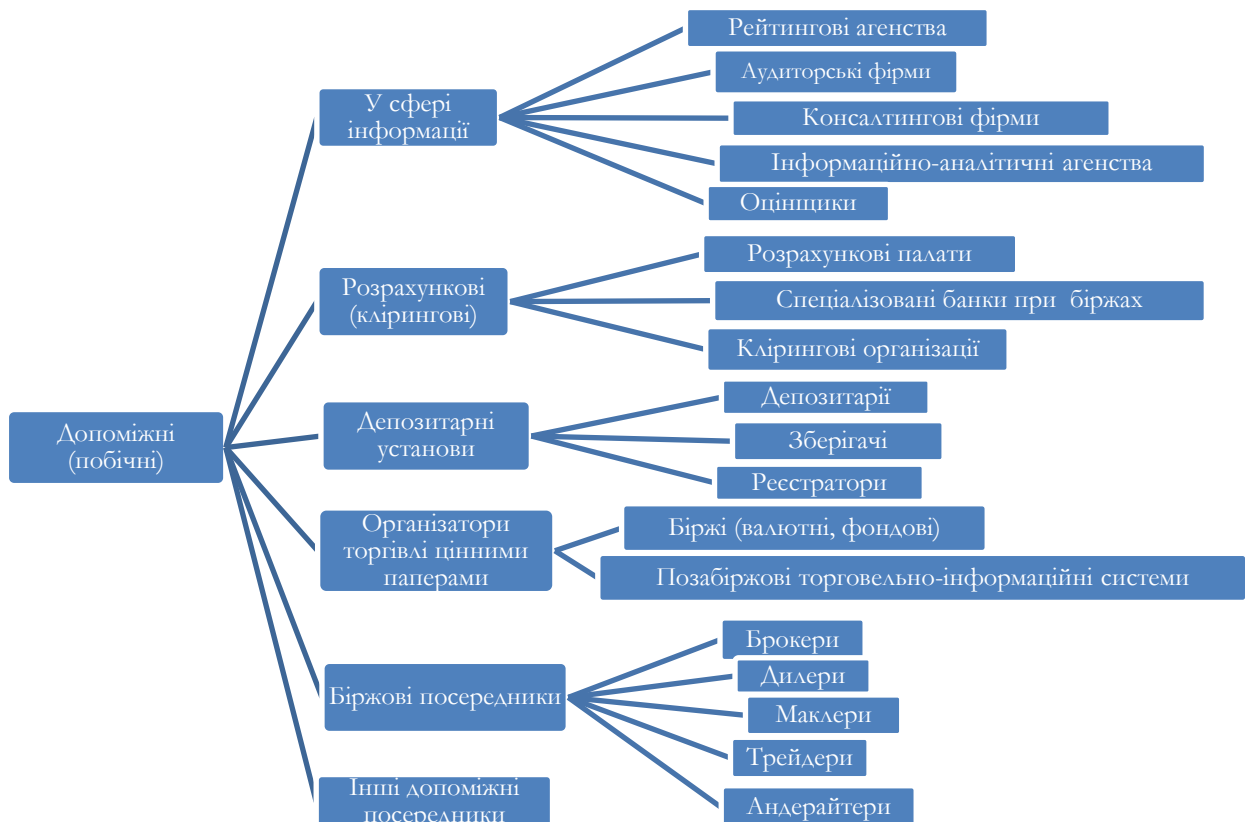 Допоміжні
(побічні)
У сфері
інформації
Рейтингові агенства
Аудиторські фірми
Консалтингові фірми
Інформаційно-аналітичні агенства
Оцінщики
Розрахункові
(клірингові)
Розрахункові палати
Спеціалізовані банки при біржах
Клірингові організації
Депозитарні
установи
Депозитарії
Зберігачі
Реєстратори
Організатори
торгівлі цінними
паперами
Біржі (валютні, фондові)
Позабіржові торговельно-інформаційні системи
Біржові посередники
Брокери
Дилери
Маклери
Трейдери
Андерайтери
Інші допоміжні
посередники